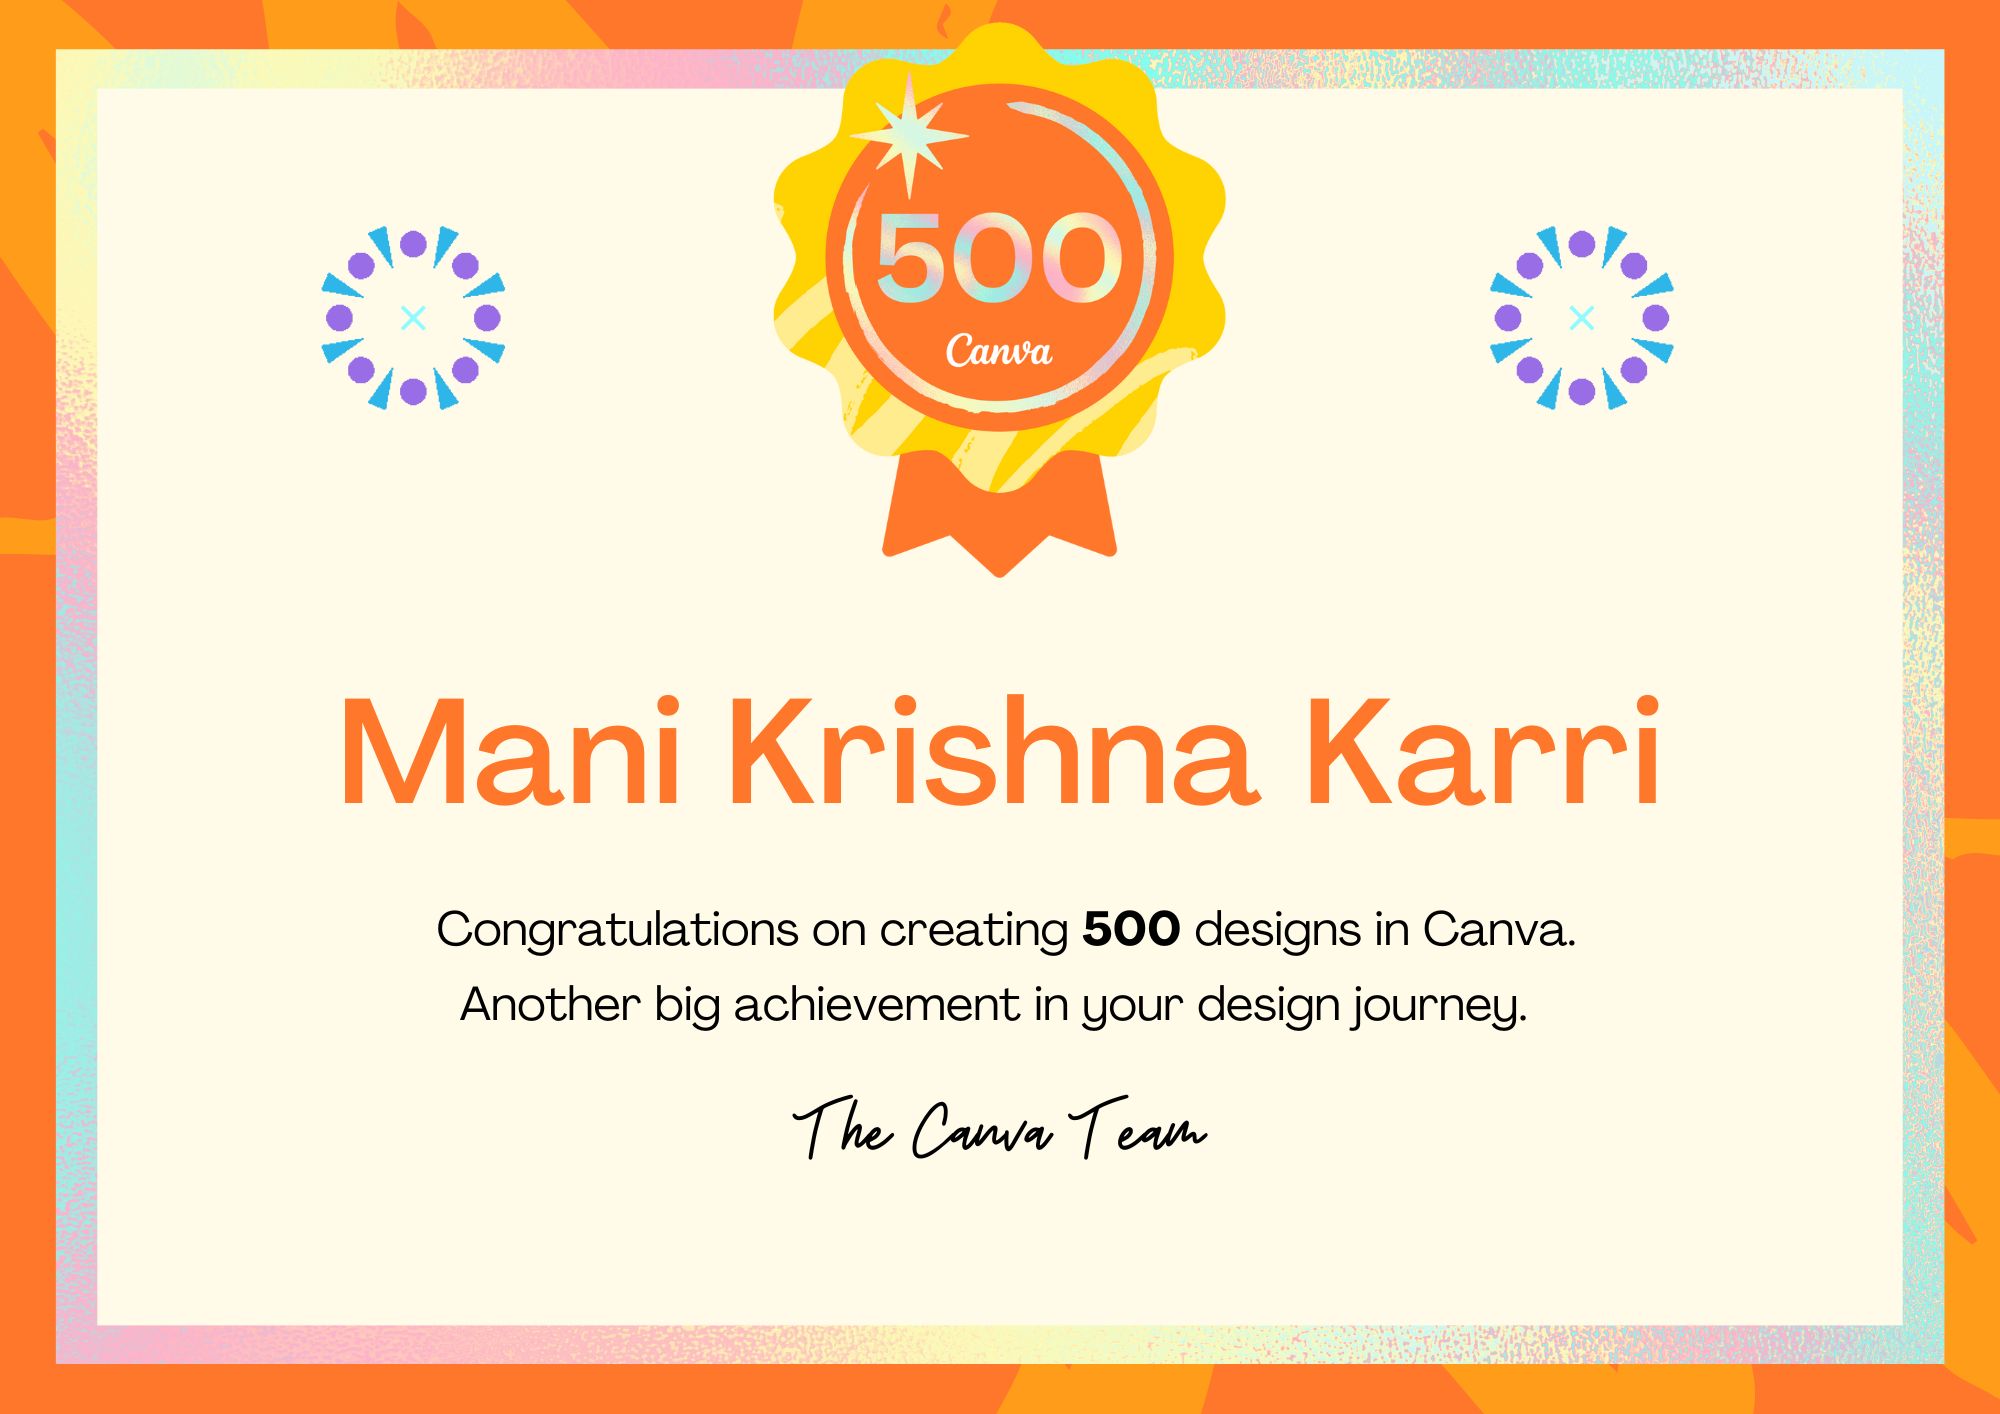 500
Canva
Mani Krishna Karri
Congratulations on creating 500 designs in Canva.
Another big achievement in your design journey.
The Canva Team